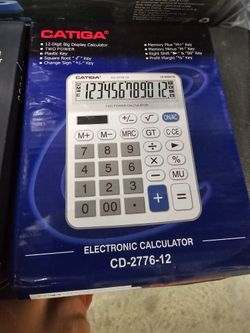 CATIGA®
12-Digit Big Display Calculator
TWO POWER
Plastic Key
Square Root "√" Key
Change Sign "+/-" Key
Memory Plus "M+" Key
Memory Minus "M-" Key
Right Shift "▶" & "00" Key
Profit Margin "%" Key
CATIGA
CD-2776-12
123456789012
TWO POWER CALCULATOR
+/- √ ON/AC
M+ M- MRC GT C·CE
7 8 9 % ▶
4 5 6 × ÷
1 2 3 + -
0 00 . =
ELECTRONIC CALCULATOR
CD-2776-12